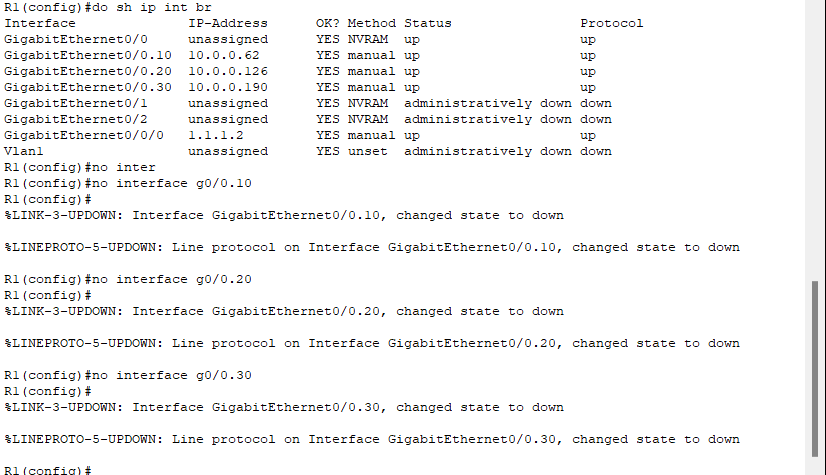 R1(config)#do sh ip int br
Interface              IP-Address      OK? Method Status                Protocol
GigabitEthernet0/0     unassigned      YES NVRAM  up                    up
GigabitEthernet0/0.10  10.0.0.62       YES manual up                    up
GigabitEthernet0/0.20  10.0.0.126      YES manual up                    up
GigabitEthernet0/0.30  10.0.0.190      YES manual up                    up
GigabitEthernet0/1     unassigned      YES NVRAM  administratively down down
GigabitEthernet0/2     unassigned      YES NVRAM  administratively down down
GigabitEthernet0/0/0   1.1.1.2         YES manual up                    up
Vlan1                  unassigned      YES unset  administratively down down
R1(config)#no inter
R1(config)#no interface g0/0.10
R1(config)#
%LINK-3-UPDOWN: Interface GigabitEthernet0/0.10, changed state to down
%LINEPROTO-5-UPDOWN: Line protocol on Interface GigabitEthernet0/0.10, changed state to down
R1(config)#no interface g0/0.20
R1(config)#
%LINK-3-UPDOWN: Interface GigabitEthernet0/0.20, changed state to down
%LINEPROTO-5-UPDOWN: Line protocol on Interface GigabitEthernet0/0.20, changed state to down
R1(config)#no interface g0/0.30
R1(config)#
%LINK-3-UPDOWN: Interface GigabitEthernet0/0.30, changed state to down
%LINEPROTO-5-UPDOWN: Line protocol on Interface GigabitEthernet0/0.30, changed state to down
R1(config)#